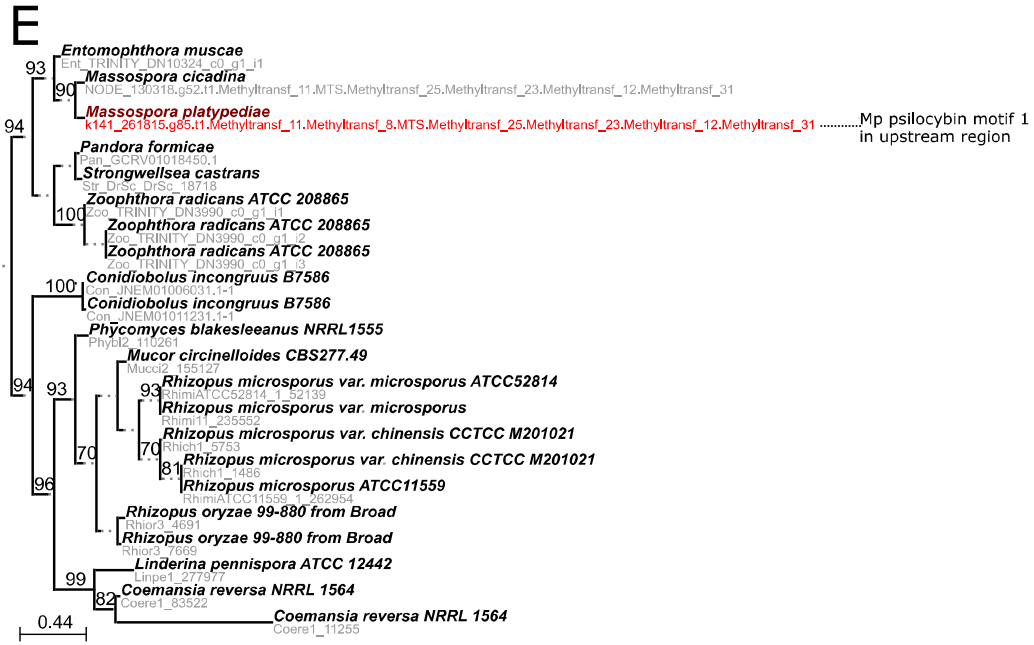 E
Entomophthora muscae
93
Ent_TRINITY_DN10324_c0_g1_i1
Massospora cicadina
90
NODE_130318.g52.t1.Methyltransf_11.MTS.Methyltransf_25.Methyltransf_23.Methyltransf_12.Methyltransf_31
Massospora platypediae
k141_261815.g85.t1.Methyltransf_11.Methyltransf_8.MTS.Methyltransf_25.Methyltransf_23.Methyltransf_12.Methyltransf_31
Mp psilocybin motif 1
in upstream region
94
Pandora formicae
Pan_GCRV01018450.1
Strongwellsea castrans
Str_DrSc_DrSc_18718
Zoophthora radicans ATCC 208865
100
Zoo_TRINITY_DN3990_c0_g1_i1
Zoophthora radicans ATCC 208865
Zoo_TRINITY_DN3990_c0_g1_i2
Zoophthora radicans ATCC 208865
Zoo_TRINITY_DN3990_c0_g1_i3
Conidiobolus incongruus B7586
100
Con_JNEM01006031.1-1
Conidiobolus incongruus B7586
Con_JNEM01011231.1-1
Phycomyces blakesleeanus NRRL1555
Phybl2_110261
Mucor circinelloides CBS277.49
Mucci2_155127
94
93
Rhizopus microsporus var. microsporus ATCC52814
93
RhimiATCC52814_1_52139
Rhizopus microsporus var. microsporus
Rhimi11_235552
Rhizopus microsporus var. chinensis CCTCC M201021
70
70
Rhich1_5753
Rhizopus microsporus var. chinensis CCTCC M201021
81
Rhich1_1486
Rhizopus microsporus ATCC11559
96
RhimiATCC11559_1_262954
Rhizopus oryzae 99-880 from Broad
Rhior3_4691
Rhizopus oryzae 99-880 from Broad
Rhior3_7669
Linderina pennispora ATCC 12442
99
Linpe1_277977
Coemansia reversa NRRL 1564
82
Coere1_83522
Coemansia reversa NRRL 1564
Coere1_11255
0.44